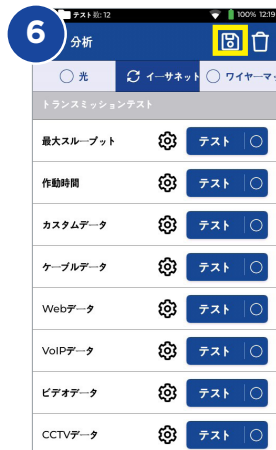 6
テスト数: 12
100% 12:19
分析
光
イーサネット
ワイヤーマッ
トランスミッションテスト
最大スループット
テスト
作動時間
テスト
カスタムデータ
テスト
ケーブルデータ
テスト
Webデータ
テスト
VoIPデータ
テスト
ビデオデータ
テスト
CCTVデータ
テスト